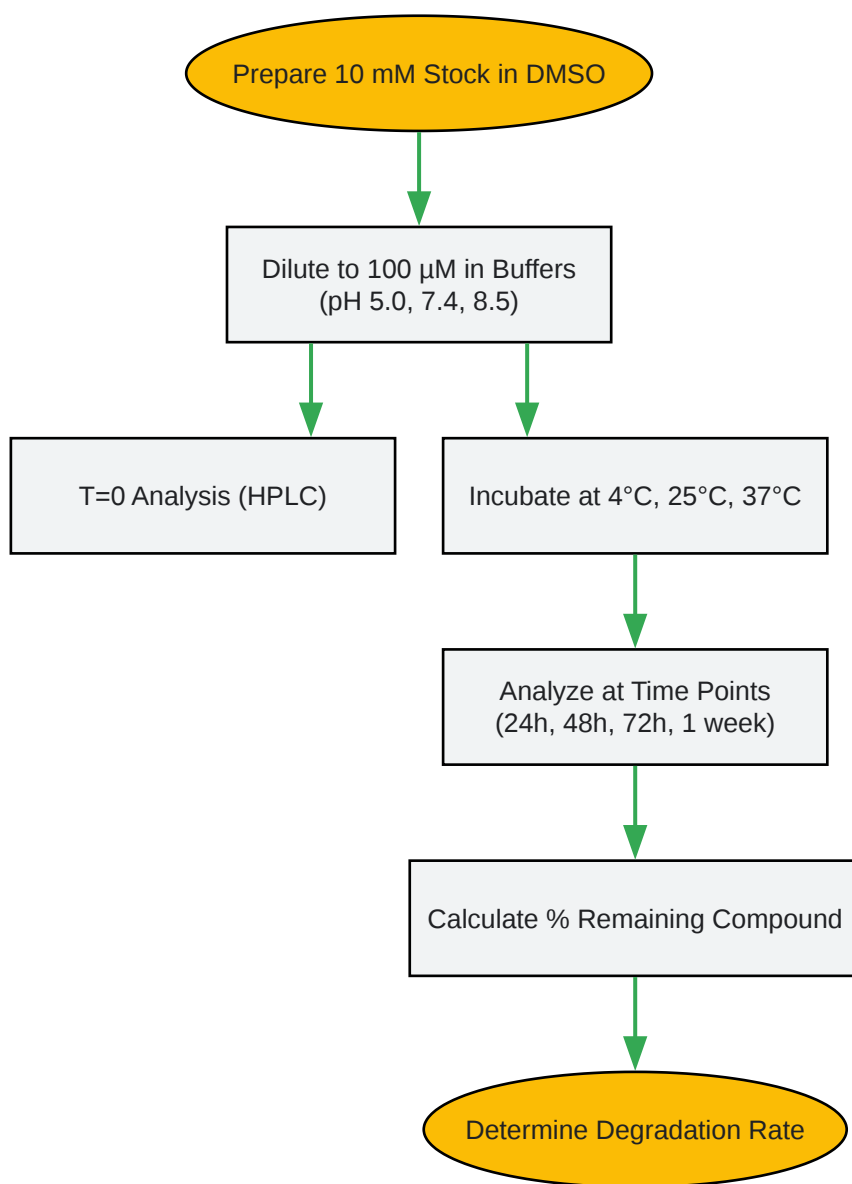 Prepare 10 mM Stock in DMSO
Dilute to 100 µM in Buffers
(pH 5.0, 7.4, 8.5)
T=0 Analysis (HPLC)
Incubate at 4°C, 25°C, 37°C
Analyze at Time Points
(24h, 48h, 72h, 1 week)
Calculate % Remaining Compound
Determine Degradation Rate